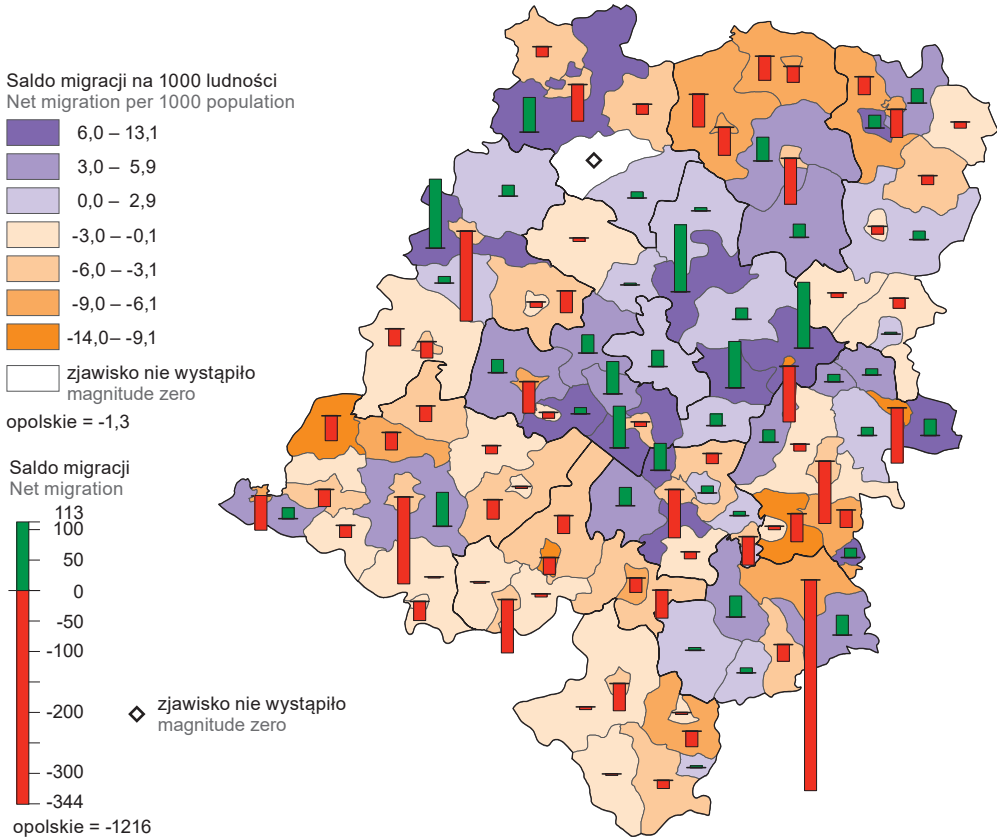 Saldo migracji na 1000 ludności
Net migration per 1000 population
6,0 – 13,1
3,0 – 5,9
0,0 – 2,9
-3,0 – -0,1
-6,0 – -3,1
-9,0 – -6,1
-14,0– -9,1
zjawisko nie wystąpiło
magnitude zero
opolskie = -1,3
Saldo migracji
Net migration
113
100
50
0
-50
-100
-200
-300
-344
opolskie = -1216
zjawisko nie wystąpiło
magnitude zero